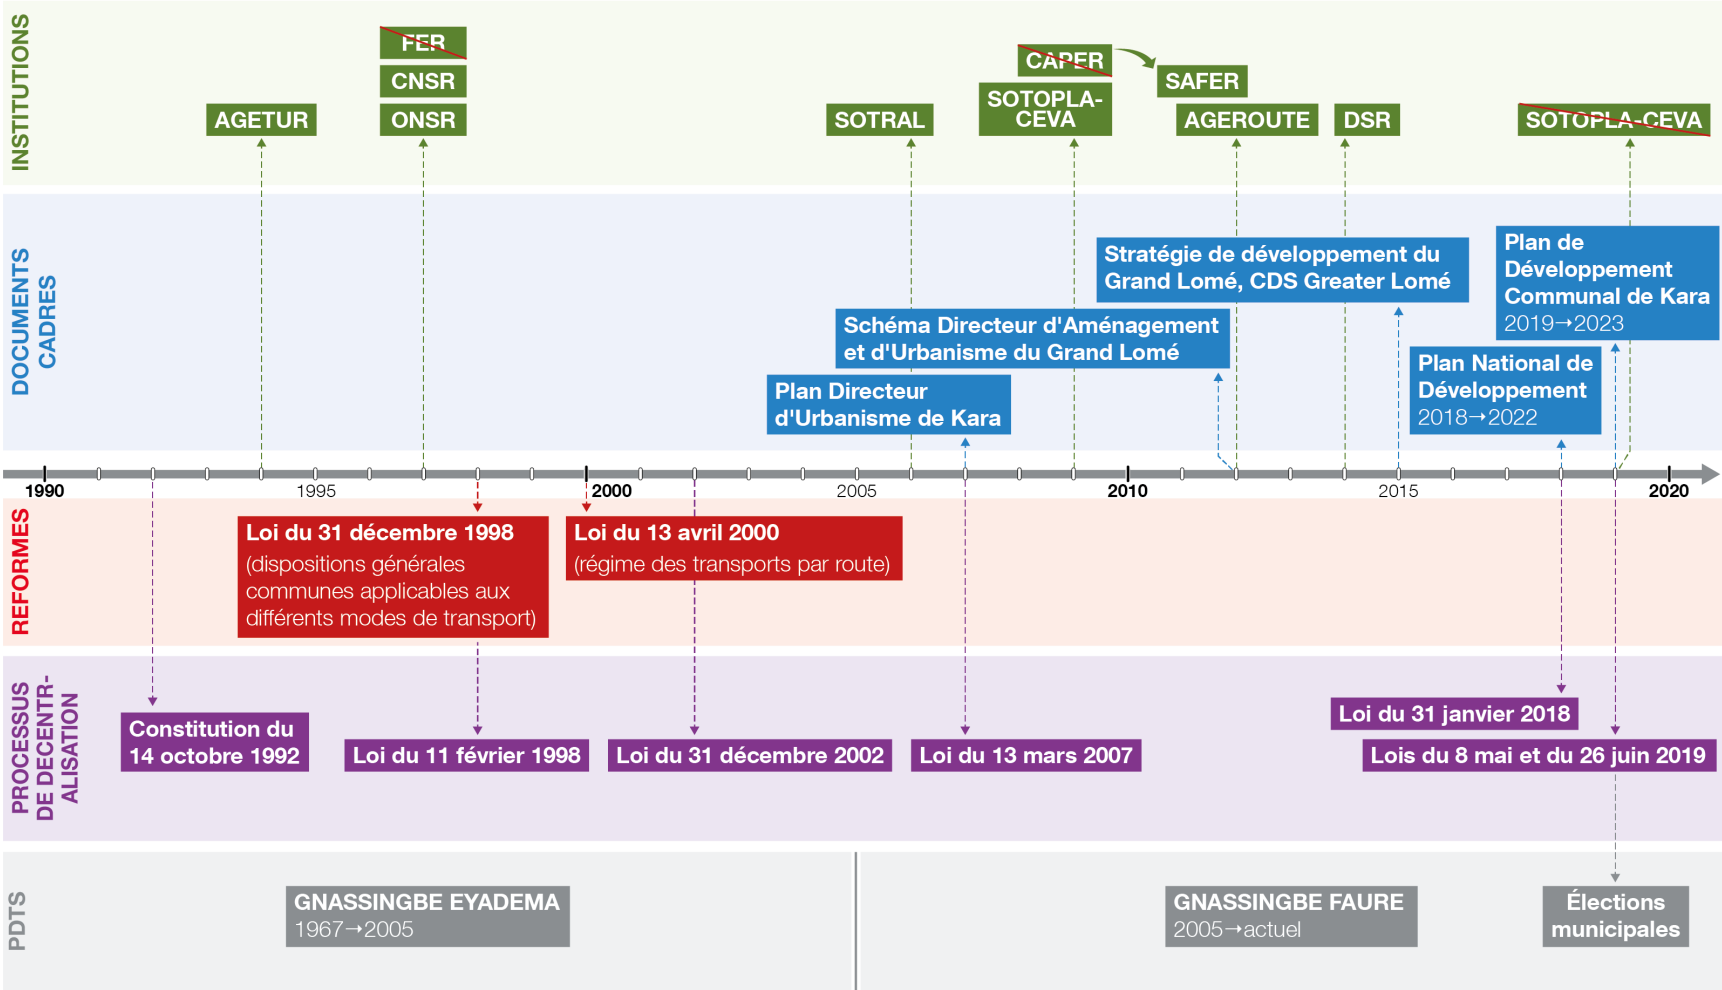 INSTITUTIONS
FER
CNSR
ONSR
AGETUR
SOTRAL
CAPER
SOTOPLA-
CEVA
SAFER
AGEROUTE
DSR
SOTOPLA-CEVA
DOCUMENTS
CADRES
Stratégie de développement du
Grand Lomé, CDS Greater Lomé
Schéma Directeur d'Aménagement
et d'Urbanisme du Grand Lomé
Plan Directeur
d'Urbanisme de Kara
Plan de
Développement
Communal de Kara
2019→2023
Plan National de
Développement
2018→2022
1990
1995
2000
2005
2010
2015
2020
REFORMES
Loi du 31 décembre 1998
(dispositions générales
communes applicables aux
différents modes de transport)
Loi du 13 avril 2000
(régime des transports par route)
PROCESSUS
DE DECENTR-
ALISATION
Constitution du
14 octobre 1992
Loi du 11 février 1998
Loi du 31 décembre 2002
Loi du 13 mars 2007
Loi du 31 janvier 2018
Lois du 8 mai et du 26 juin 2019
PDTS
GNASSINGBE EYADEMA
1967→2005
GNASSINGBE FAURE
2005→actuel
Élections
municipales